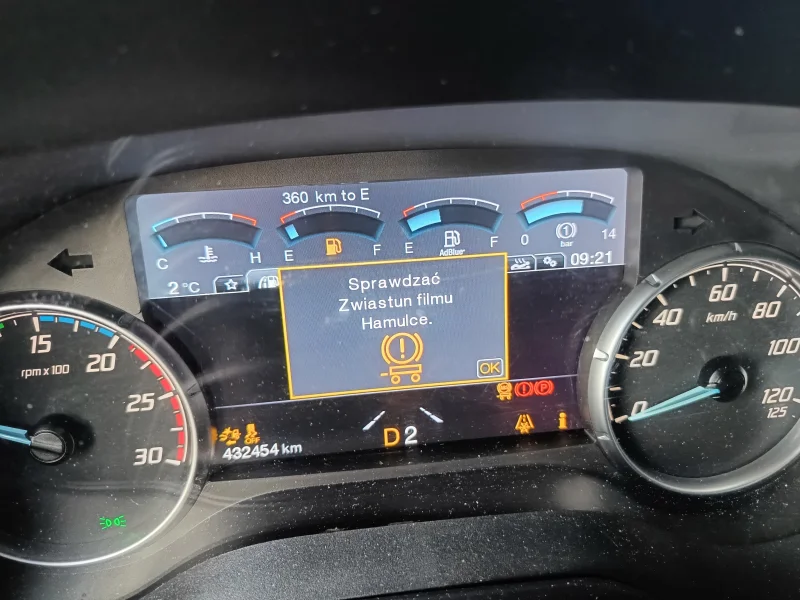 360 km to E
C H
E F
E F
AdBlue
0 14
bar
2 °C
09:21
Sprawdzać
Zwiastun filmu
Hamulce.
OK
15
20
25
30
rpm x 100
0
20
40
60
80
100
120
125
km/h
P
OFF
D 2
432454 km